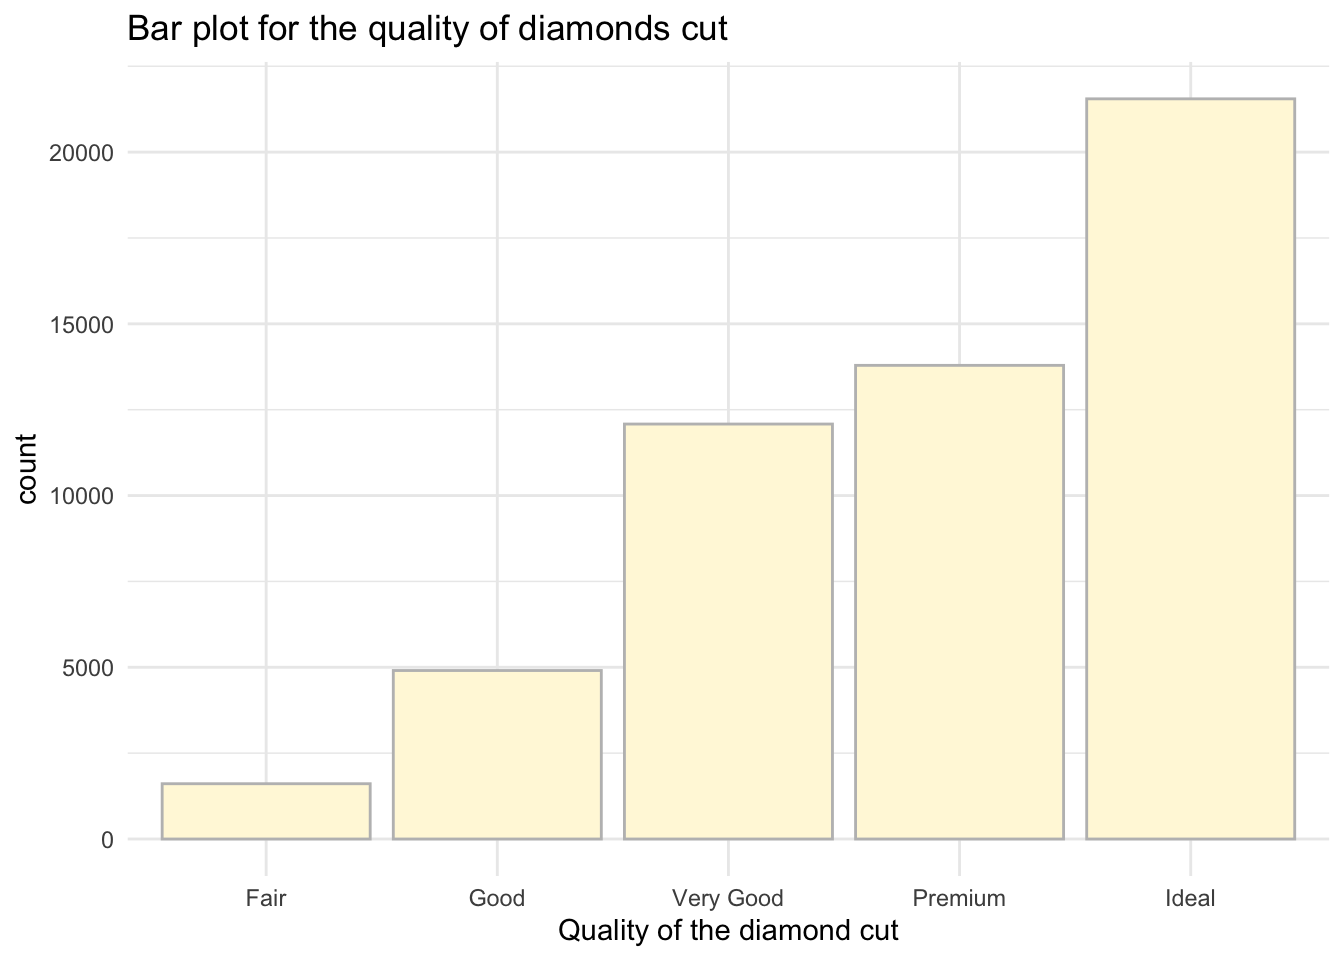 Bar plot for the quality of diamonds cut
count
20000
15000
10000
5000
0
Fair
Good
Very Good
Premium
Ideal
Quality of the diamond cut